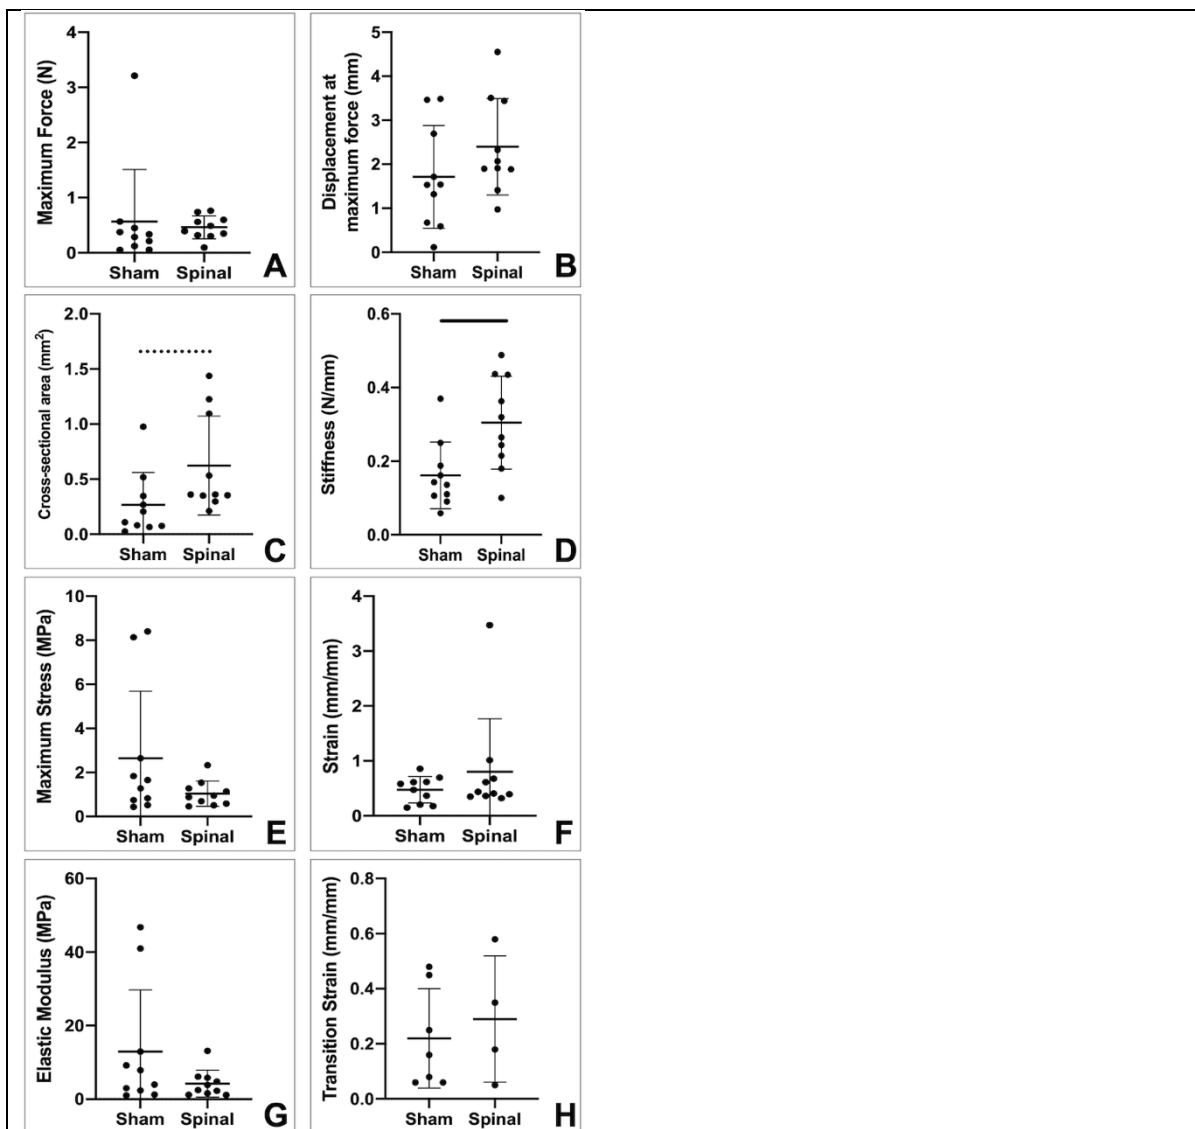 Maximum Force (N)
4
3
2
1
0
Sham Spinal
A
Displacement at
maximum force (mm)
5
4
3
2
1
0
Sham Spinal
B
Cross-sectional area (mm²)
2.0
1.5
1.0
0.5
0.0
Sham Spinal
C
Stiffness (N/mm)
0.6
0.4
0.2
0.0
Sham Spinal
D
Maximum Stress (MPa)
10
8
6
4
2
0
Sham Spinal
E
Strain (mm/mm)
4
3
2
1
0
Sham Spinal
F
Elastic Modulus (MPa)
60
40
20
0
Sham Spinal
G
Transition Strain (mm/mm)
0.8
0.6
0.4
0.2
0.0
Sham Spinal
H